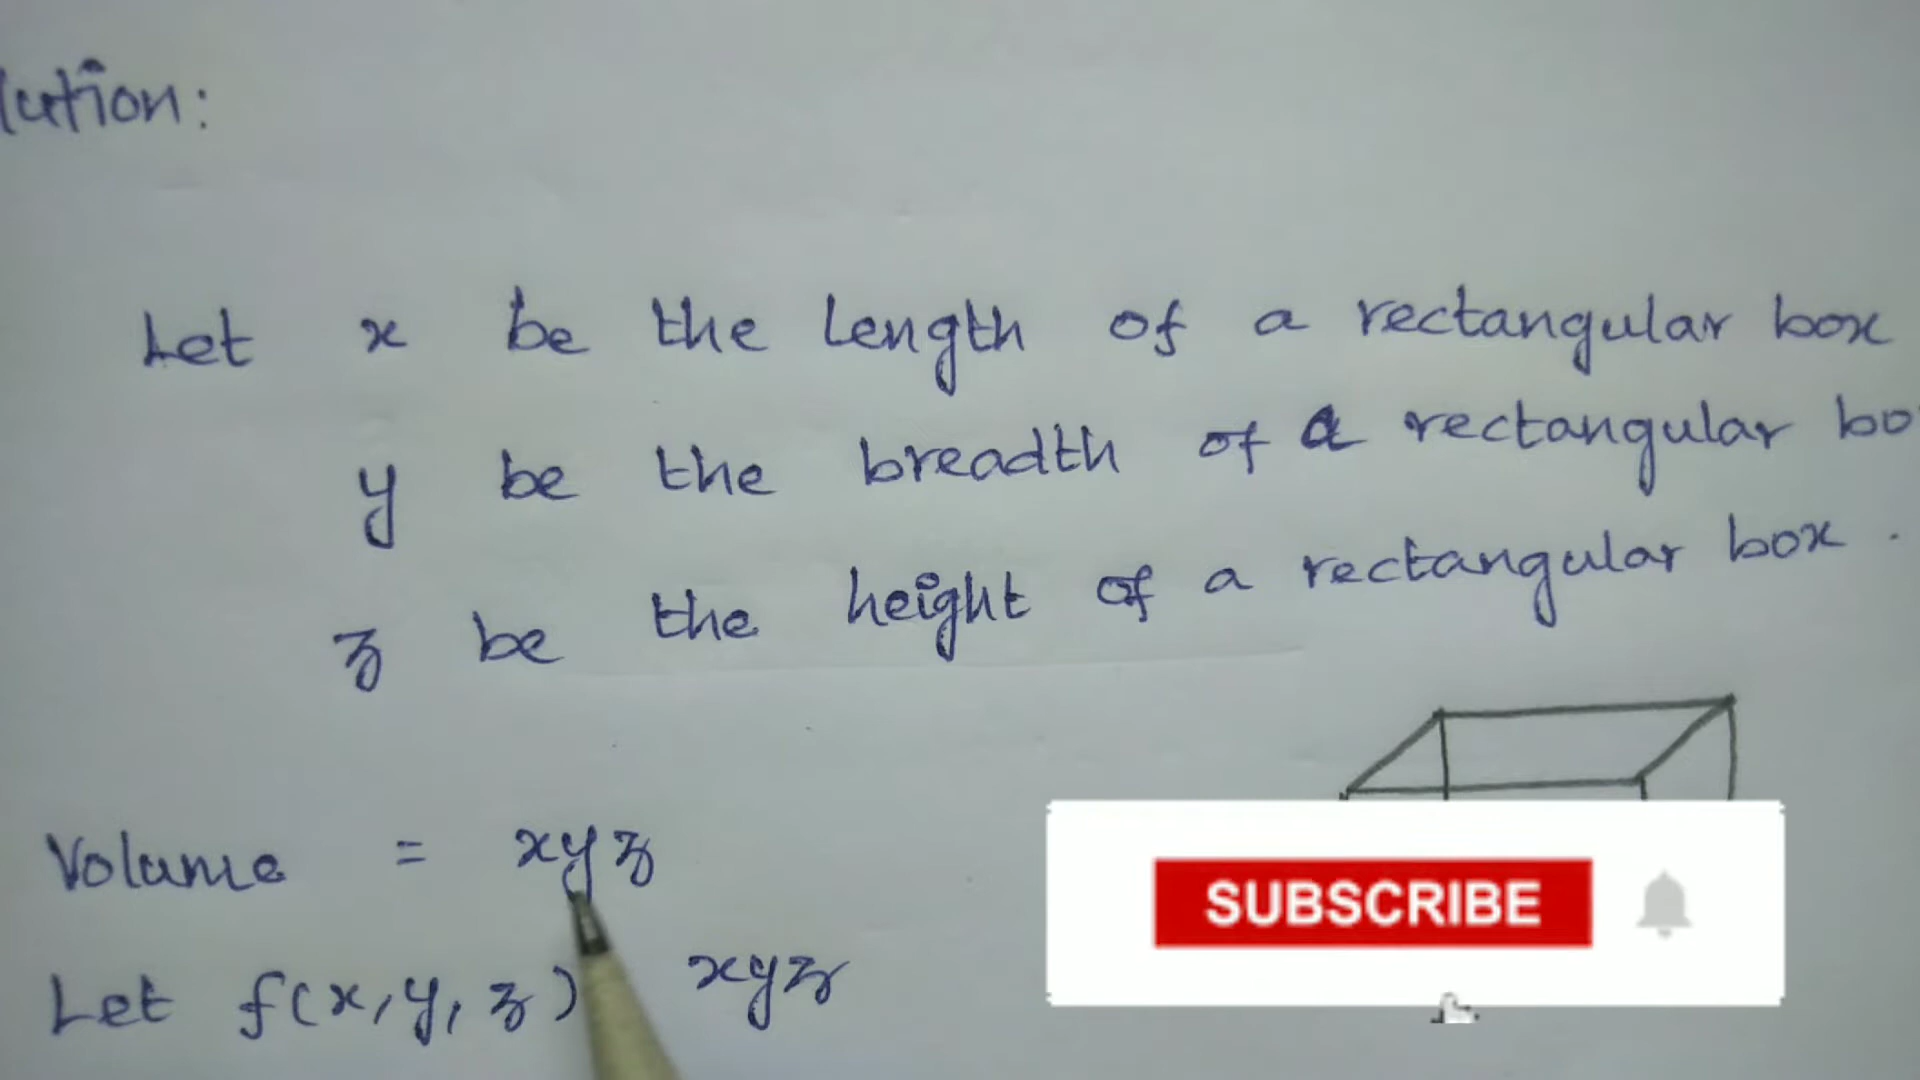 lution:
Let x be the length of a rectangular box
y be the breadth of a rectangular bo
z be the height of a rectangular box.
Volume = xyz
Let f(x, y, z) xyz
SUBSCRIBE